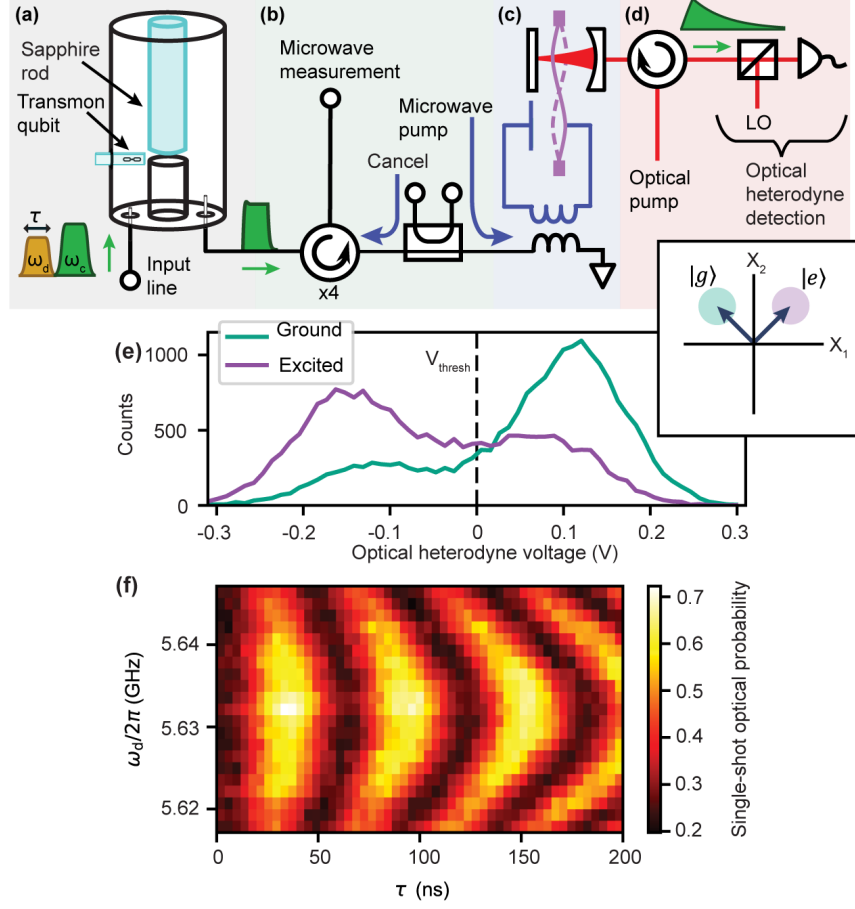 (a)
Sapphire
rod
Transmon
qubit
τ
ω_d
ω_c
Input
line
(b)
Microwave
measurement
Microwave
pump
Cancel
x4
(c)
(d)
LO
Optical
pump
Optical
heterodyne
detection
|g⟩
|e⟩
X₂
X₁
(e)
Ground
Excited
V_thresh
Counts
1000
500
0
-0.3
-0.2
-0.1
0
0.1
0.2
0.3
Optical heterodyne voltage (V)
(f)
ω_d/2π (GHz)
5.64
5.63
5.62
0
50
100
150
200
τ (ns)
0.7
0.6
0.5
0.4
0.3
0.2
Single-shot optical probability